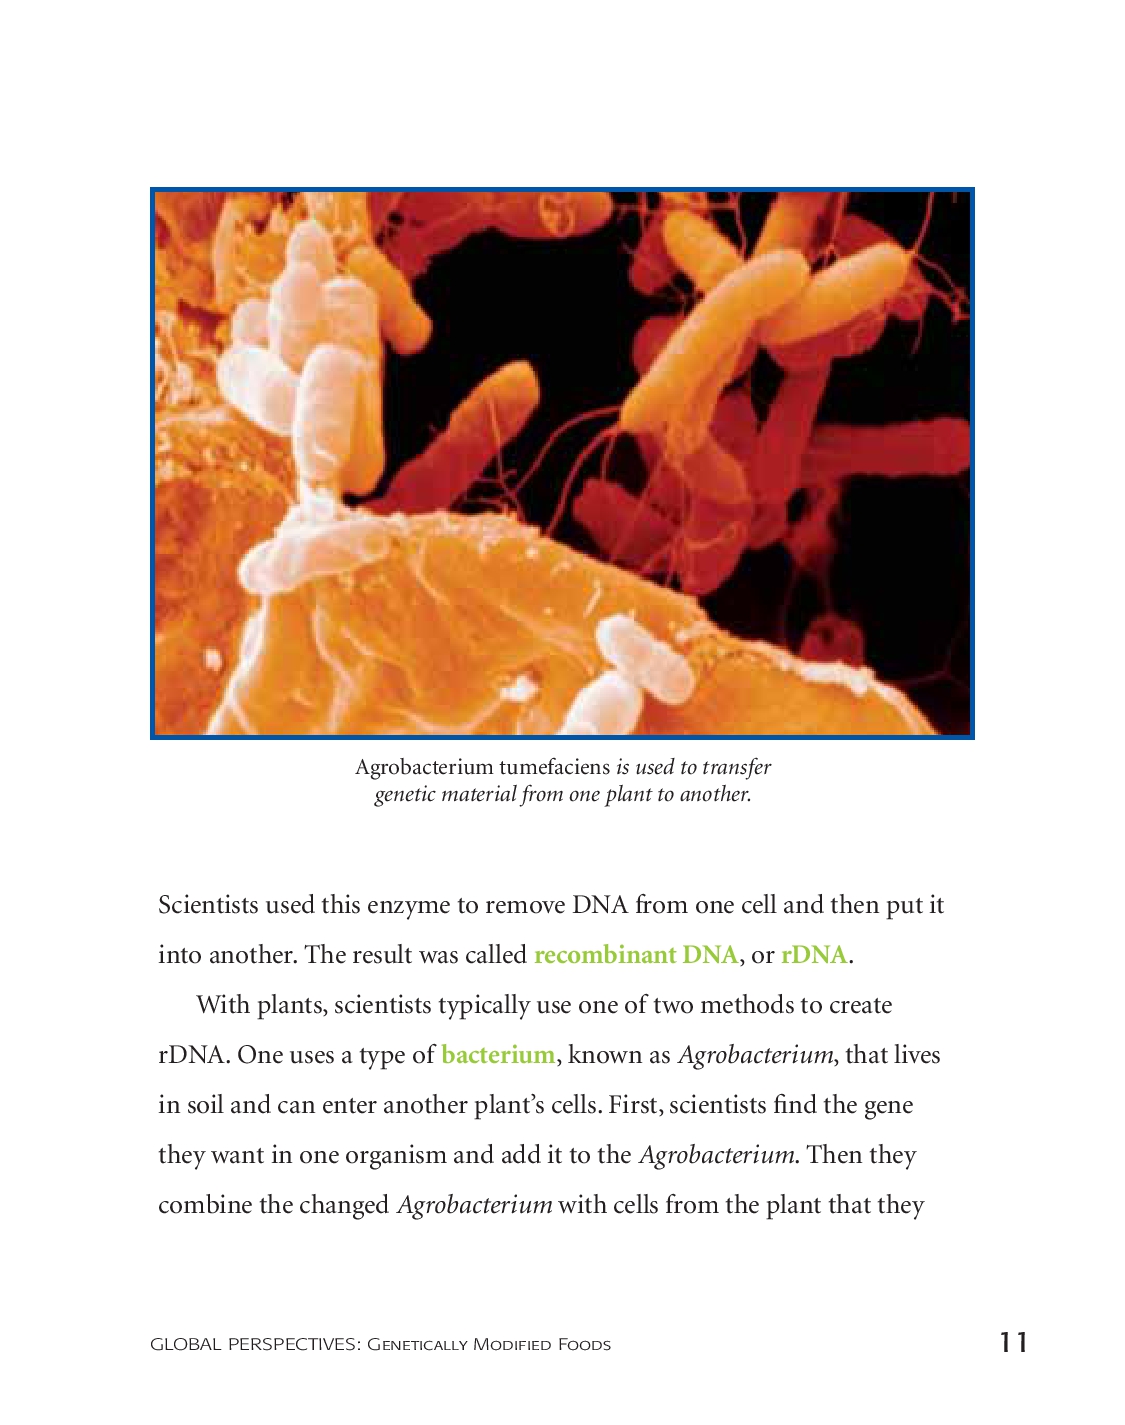 Agrobacterium tumefaciens is used to transfer
genetic material from one plant to another.
Scientists used this enzyme to remove DNA from one cell and then put it
into another. The result was called recombinant DNA, or rDNA.
With plants, scientists typically use one of two methods to create
rDNA. One uses a type of bacterium, known as Agrobacterium, that lives
in soil and can enter another plant’s cells. First, scientists find the gene
they want in one organism and add it to the Agrobacterium. Then they
combine the changed Agrobacterium with cells from the plant that they
GLOBAL PERSPECTIVES: Genetically Modified Foods 11